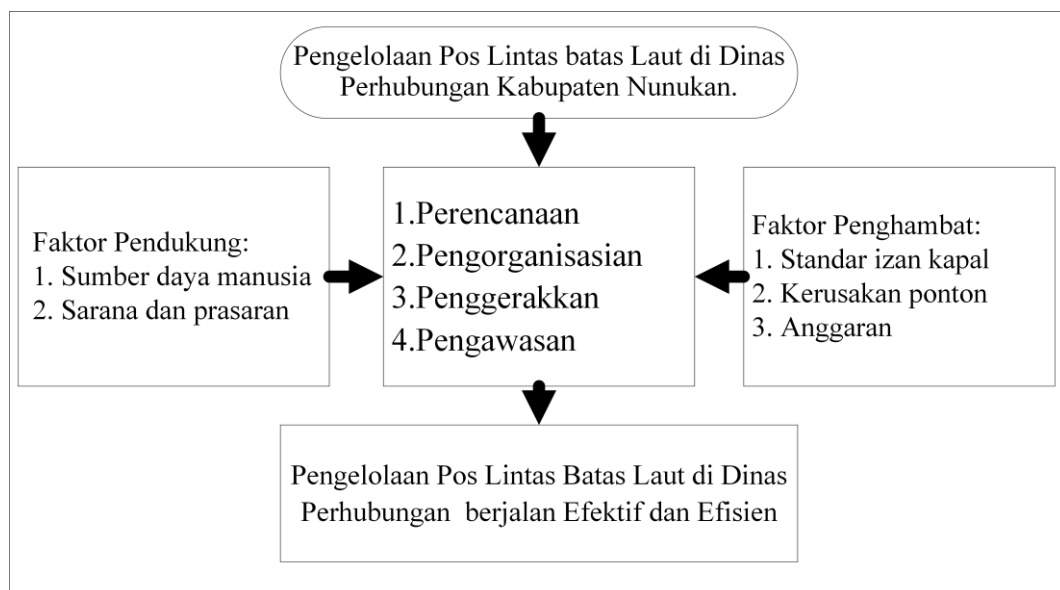 Pengelolaan Pos Lintas batas Laut di Dinas
Perhubungan Kabupaten Nunukan.
Faktor Pendukung:
1. Sumber daya manusia
2. Sarana dan prasaran
1.Perencanaan
2.Pengorganisasian
3.Penggerakkan
4.Pengawasan
Faktor Penghambat:
1. Standar izan kapal
2. Kerusakan ponton
3. Anggaran
Pengelolaan Pos Lintas Batas Laut di Dinas
Perhubungan berjalan Efektif dan Efisien